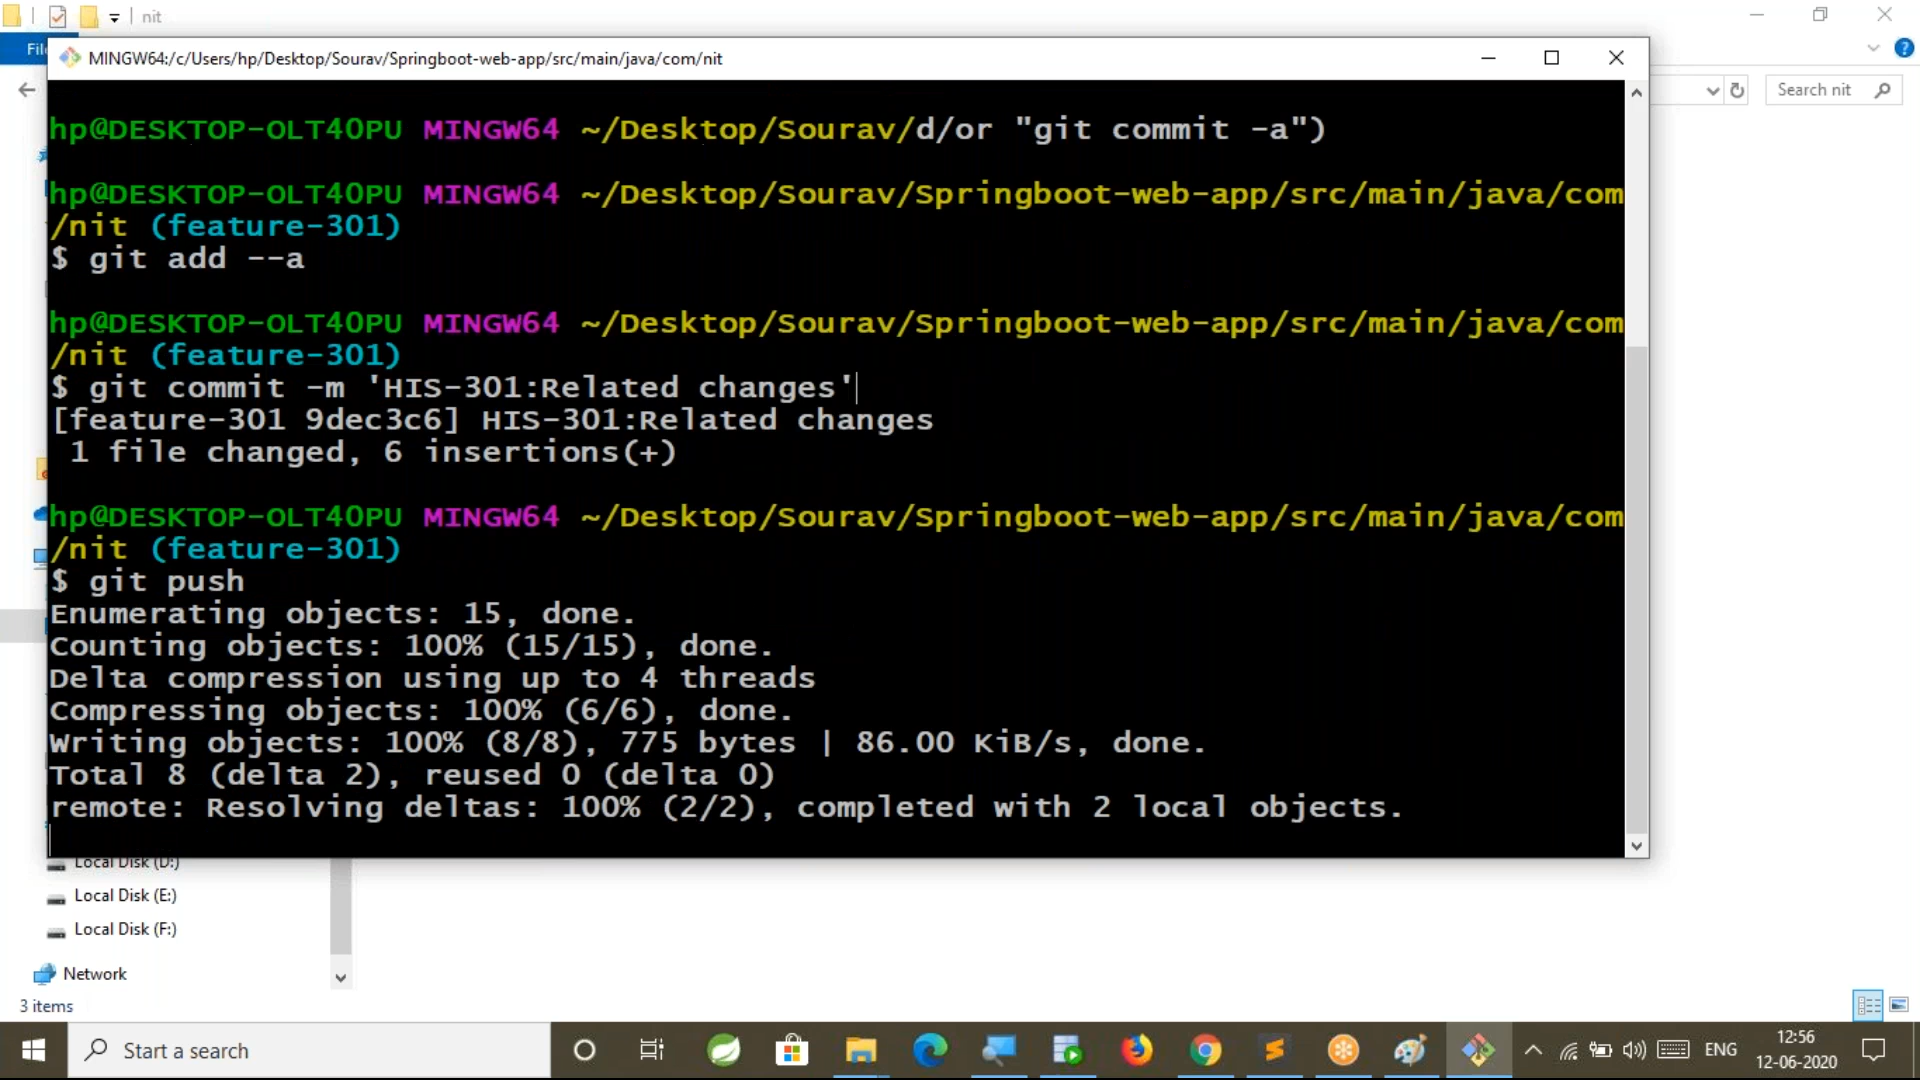 nit
File
MINGW64:/c/Users/hp/Desktop/Sourav/Springboot-web-app/src/main/java/com/nit
Search nit
hp@DESKTOP-OLT40PU MINGW64 ~/Desktop/Sourav/d/or "git commit -a")
hp@DESKTOP-OLT40PU MINGW64 ~/Desktop/Sourav/Springboot-web-app/src/main/java/com
/nit (feature-301)
$ git add --a
hp@DESKTOP-OLT40PU MINGW64 ~/Desktop/Sourav/Springboot-web-app/src/main/java/com
/nit (feature-301)
$ git commit -m 'HIS-301:Related changes'
[feature-301 9dec3c6] HIS-301:Related changes
1 file changed, 6 insertions(+)
hp@DESKTOP-OLT40PU MINGW64 ~/Desktop/Sourav/Springboot-web-app/src/main/java/com
/nit (feature-301)
$ git push
Enumerating objects: 15, done.
Counting objects: 100% (15/15), done.
Delta compression using up to 4 threads
Compressing objects: 100% (6/6), done.
Writing objects: 100% (8/8), 775 bytes | 86.00 KiB/s, done.
Total 8 (delta 2), reused 0 (delta 0)
remote: Resolving deltas: 100% (2/2), completed with 2 local objects.
Local Disk (D:)
Local Disk (E:)
Local Disk (F:)
Network
3 items
Start a search
ENG
12:56
12-06-2020